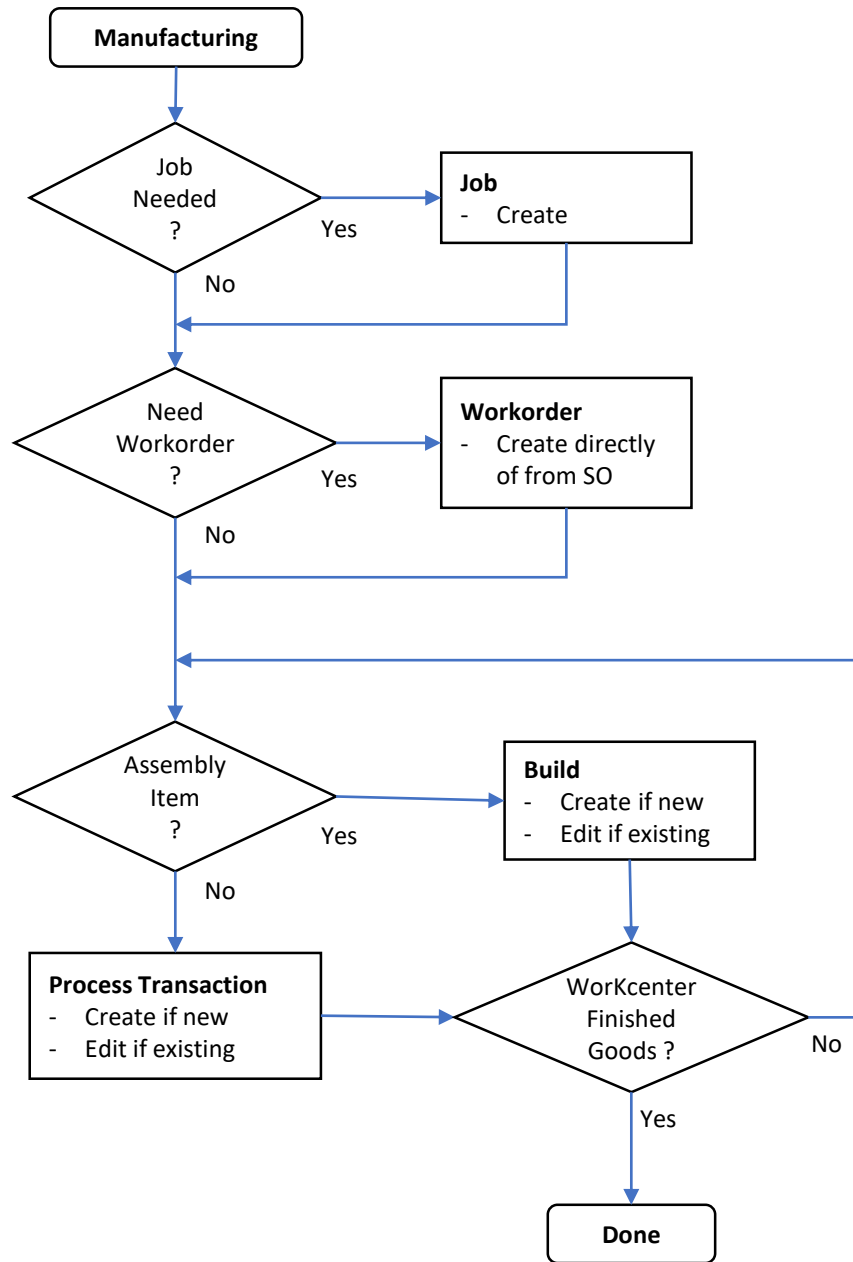 Manufacturing
Job
Needed
?
Yes
No
Job
- Create
Need
Workorder
?
Yes
No
Workorder
- Create directly
of from SO
Assembly
Item
?
Yes
No
Build
- Create if new
- Edit if existing
Process Transaction
- Create if new
- Edit if existing
WorKcenter
Finished
Goods ?
No
Yes
Done